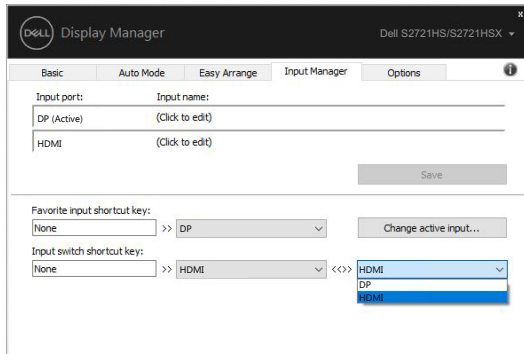 DELL Display Manager Dell S2721HS/S2721HSX
Basic Auto Mode Easy Arrange Input Manager Options
Input port: Input name:
DP (Active) (Click to edit)
HDMI (Click to edit)
Save
Favorite input shortcut key:
None >> DP Change active input...
Input switch shortcut key:
None >> HDMI <<>> HDMI
DP
HDMI